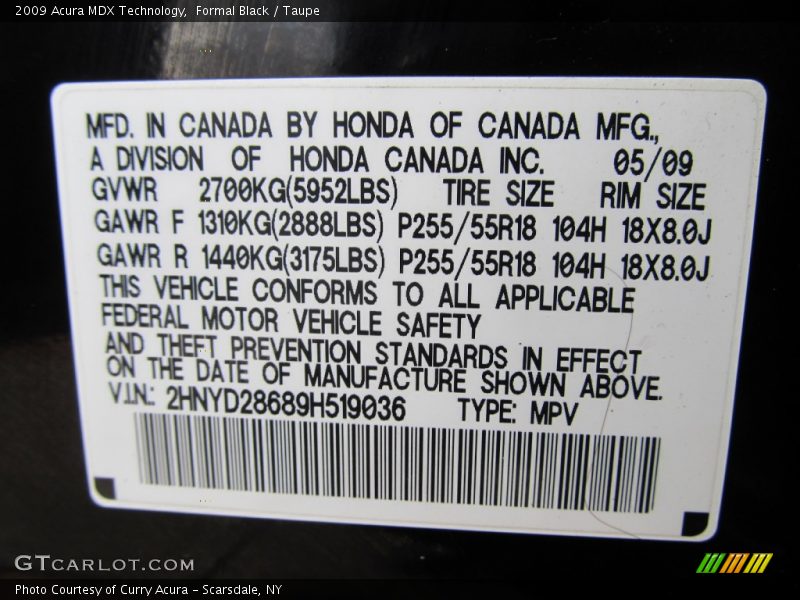 2009 Acura MDX Technology,  Formal Black / Taupe
MFD. IN CANADA BY HONDA OF CANADA MFG.,
A DIVISION OF HONDA CANADA INC. 05/09
GVWR 2700KG(5952LBS) TIRE SIZE RIM SIZE
GAWR F 1310KG(2888LBS) P255/55R18 104H 18X8.0J
GAWR R 1440KG(3175LBS) P255/55R18 104H 18X8.0J
THIS VEHICLE CONFORMS TO ALL APPLICABLE
FEDERAL MOTOR VEHICLE SAFETY
AND THEFT PREVENTION STANDARDS IN EFFECT
ON THE DATE OF MANUFACTURE SHOWN ABOVE.
V.I.N.: 2HNYD28689H519036 TYPE: MPV
GTCARLOT.COM
Photo Courtesy of Curry Acura - Scarsdale, NY